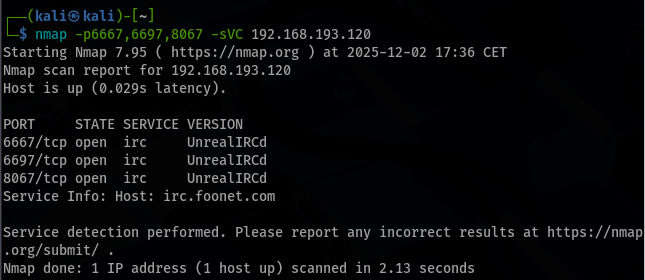 ┌──(kali㉿kali)-[~]
└─$ nmap -p6667,6697,8067 -sVC 192.168.193.120
Starting Nmap 7.95 ( https://nmap.org ) at 2025-12-02 17:36 CET
Nmap scan report for 192.168.193.120
Host is up (0.029s latency).

PORT     STATE SERVICE VERSION
6667/tcp open  irc     UnrealIRCd
6697/tcp open  irc     UnrealIRCd
8067/tcp open  irc     UnrealIRCd
Service Info: Host: irc.foonet.com

Service detection performed. Please report any incorrect results at https://nmap
.org/submit/ .
Nmap done: 1 IP address (1 host up) scanned in 2.13 seconds